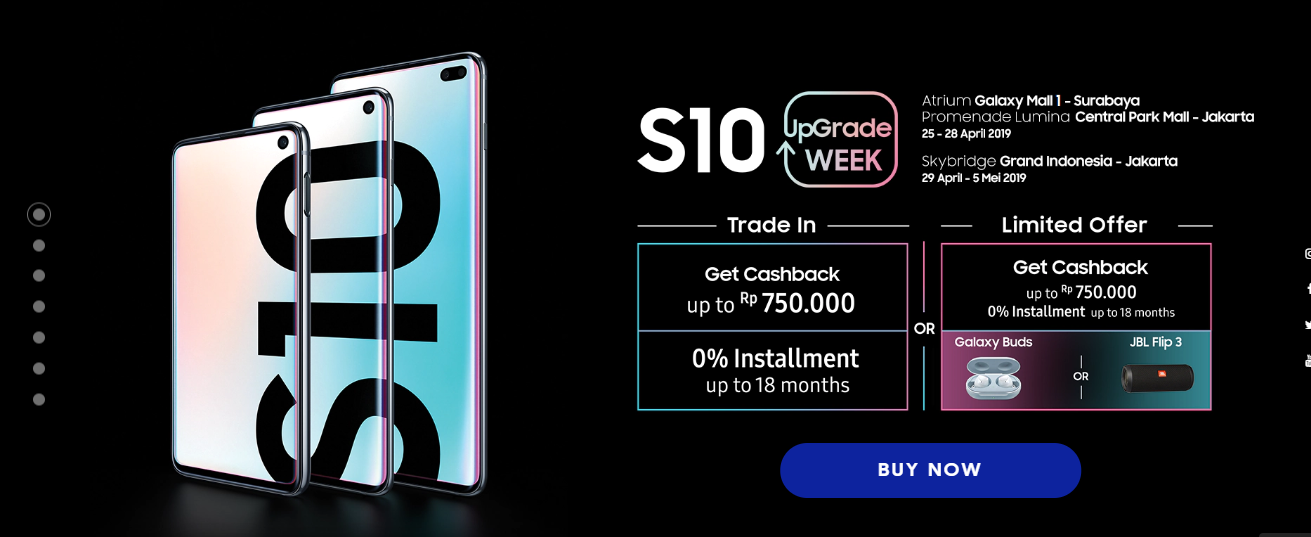 S10
UpGrade
WEEK
Atrium Galaxy Mall 1 - Surabaya
Promenade Lumina Central Park Mall - Jakarta
25 - 28 April 2019
Skybridge Grand Indonesia - Jakarta
29 April - 5 Mei 2019
Trade In
Get Cashback
up to Rp 750.000
0% Installment
up to 18 months
OR
Limited Offer
Get Cashback
up to Rp 750.000
0% Installment up to 18 months
Galaxy Buds
OR
JBL Flip 3
BUY NOW
S10
JBL